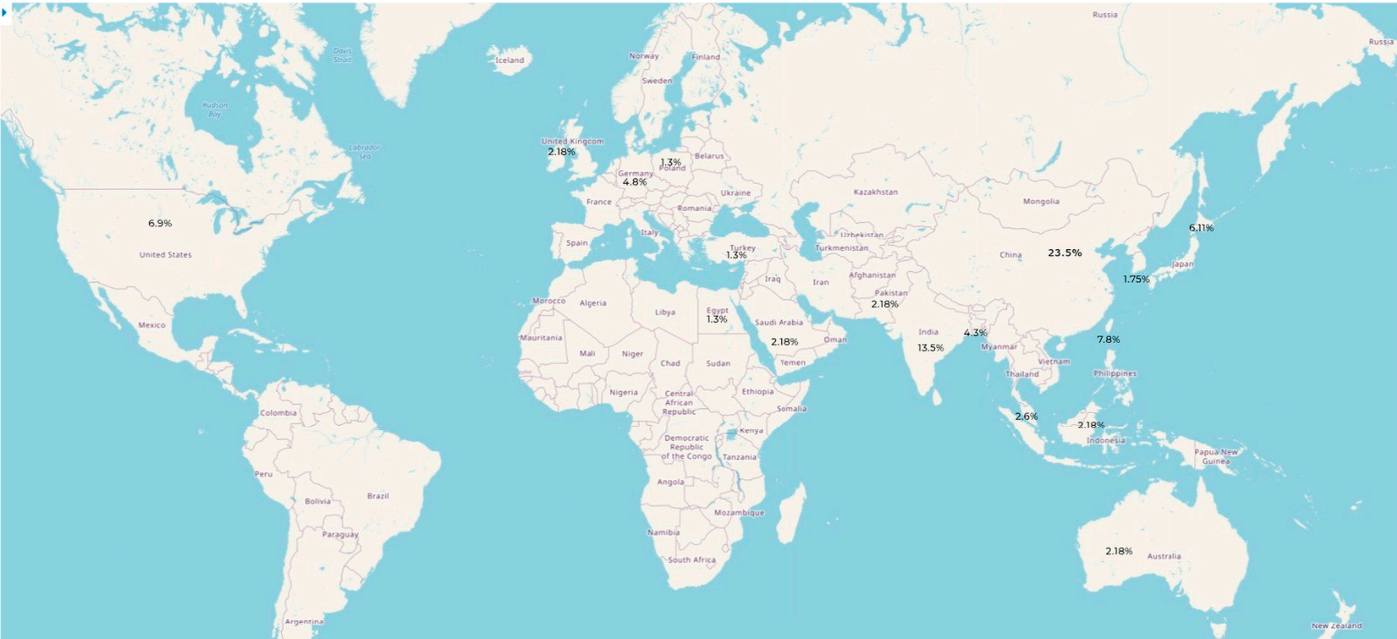 Russia
Russia
Davis
Strait
Iceland
Norway
Finland
Sweden
Hudson
Bay
Labrador
Sea
United Kingdom
2.18%
1.3%
Poland
Belarus
Germany
4.8%
Ukraine
Kazakhstan
Mongolia
France
Romania
6.9%
6.11%
Italy
Spain
Turkey
1.3%
Uzbekistan
Turkmenistan
United States
China
23.5%
Japan
Afghanistan
1.75%
Iraq
Iran
Pakistan
2.18%
Morocco
Algeria
Libya
Egypt
1.3%
Saudi Arabia
2.18%
Oman
Mexico
Mauritania
India
13.5%
4.3%
Myanmar
7.8%
Mali
Niger
Chad
Sudan
Yemen
Vietnam
Thailand
Philippines
Nigeria
Central
African
Republic
Ethiopia
Somalia
Colombia
2.6%
2.18%
Indonesia
Kenya
Democratic
Republic
of the Congo
Tanzania
Papua New
Guinea
Peru
Angola
Brazil
Bolivia
Mozambique
Namibia
Paraguay
South Africa
2.18%
Australia
Argentina
New Zealand